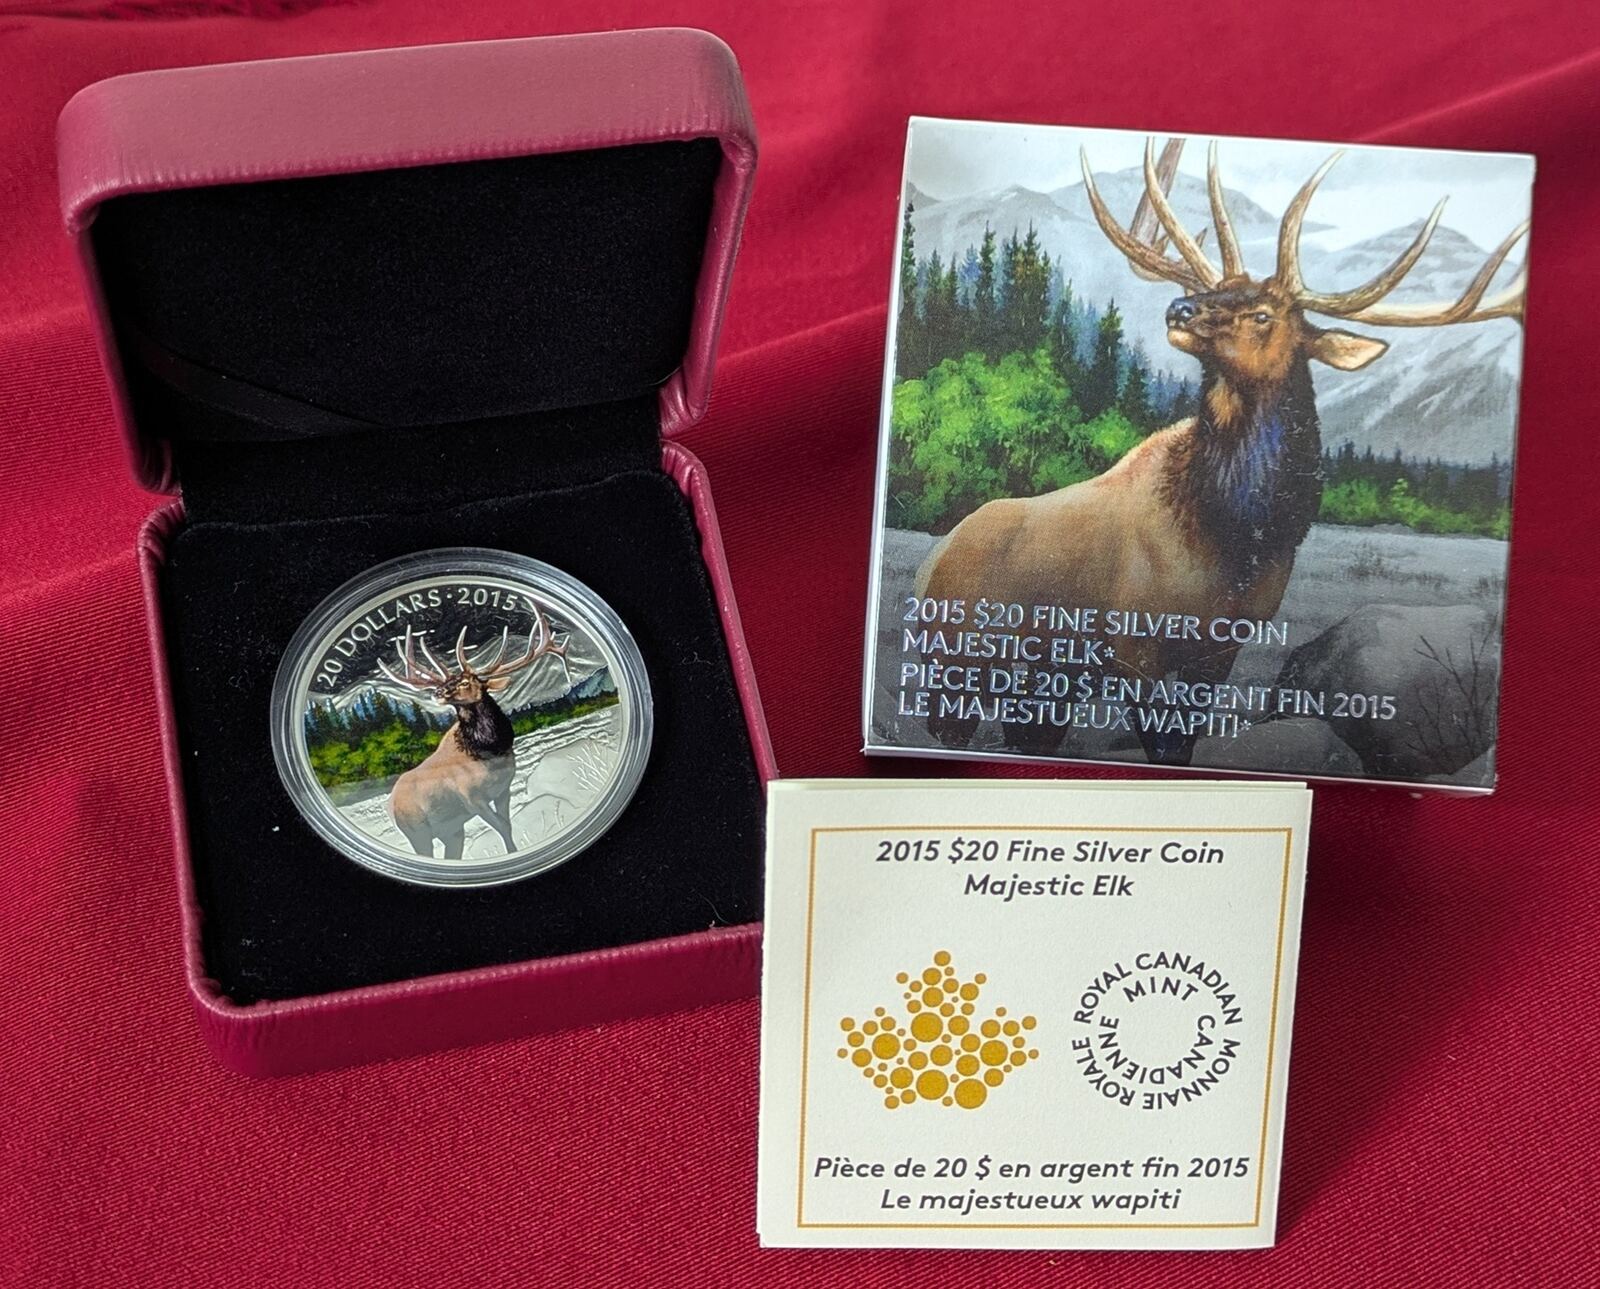 20 DOLLARS · 2015
2015 $20 FINE SILVER COIN
MAJESTIC ELK*
PIÈCE DE 20 $ EN ARGENT FIN 2015
LE MAJESTUEUX WAPITI*
2015 $20 Fine Silver Coin
Majestic Elk
ROYAL CANADIAN MINT
MONNAIE ROYALE CANADIENNE
Pièce de 20 $ en argent fin 2015
Le majestueux wapiti